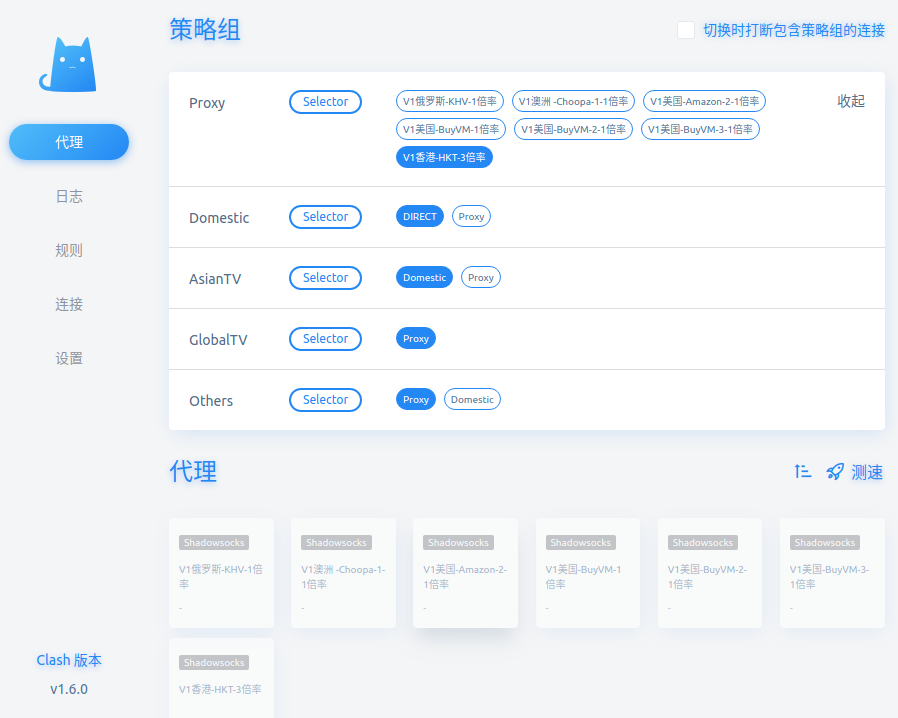 策略组
切换时打断包含策略组的连接
代理
日志
规则
连接
设置
Clash 版本
v1.6.0
Proxy
Selector
V1俄罗斯-KHV-1倍率
V1澳洲 -Choopa-1-1倍率
V1美国-Amazon-2-1倍率
收起
V1美国-BuyVM-1倍率
V1美国-BuyVM-2-1倍率
V1美国-BuyVM-3-1倍率
V1香港-HKT-3倍率
Domestic
Selector
DIRECT
Proxy
AsianTV
Selector
Domestic
Proxy
GlobalTV
Selector
Proxy
Others
Selector
Proxy
Domestic
代理
测速
Shadowsocks
V1俄罗斯-KHV-1倍
率
-
Shadowsocks
V1澳洲 -Choopa-1-
1倍率
-
Shadowsocks
V1美国-Amazon-2-
1倍率
-
Shadowsocks
V1美国-BuyVM-1
倍率
-
Shadowsocks
V1美国-BuyVM-2-
1倍率
-
Shadowsocks
V1美国-BuyVM-3-
1倍率
-
Shadowsocks
V1香港-HKT-3倍率